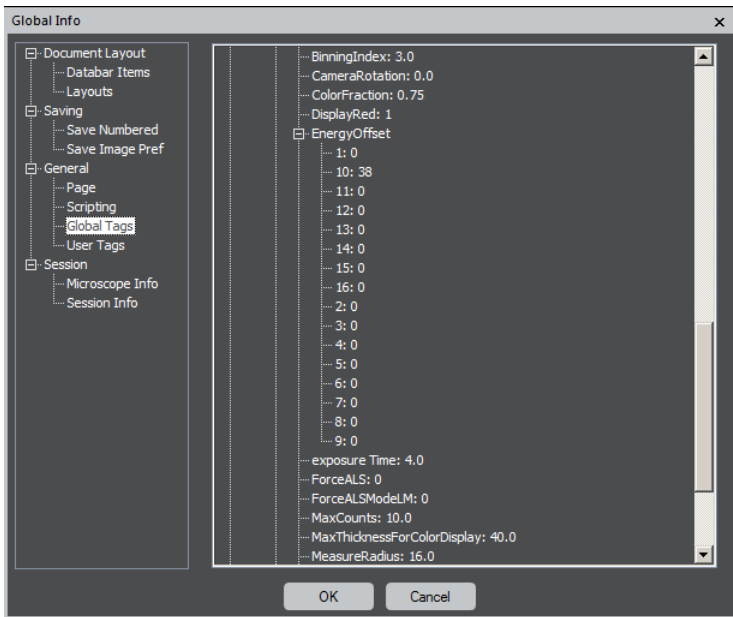 Global Info
Document Layout
Databar Items
Layouts
Saving
Save Numbered
Save Image Pref
General
Page
Scripting
Global Tags
User Tags
Session
Microscope Info
Session Info
BinningIndex: 3.0
CameraRotation: 0.0
ColorFraction: 0.75
DisplayRed: 1
EnergyOffset
1: 0
10: 38
11: 0
12: 0
13: 0
14: 0
15: 0
16: 0
2: 0
3: 0
4: 0
5: 0
6: 0
7: 0
8: 0
9: 0
exposure Time: 4.0
ForceALS: 0
ForceALSModeLM: 0
MaxCounts: 10.0
MaxThicknessForColorDisplay: 40.0
MeasureRadius: 16.0
OK
Cancel